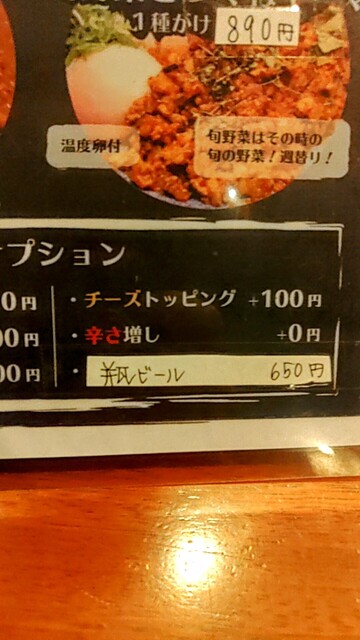 1種がけ 890円
温度卵付
旬野菜はその時の
旬の野菜！週替り！
プション
0円
・チーズトッピング +100円
00円
・辛さ増し +0円
00円
・ 瓶ビール 650円